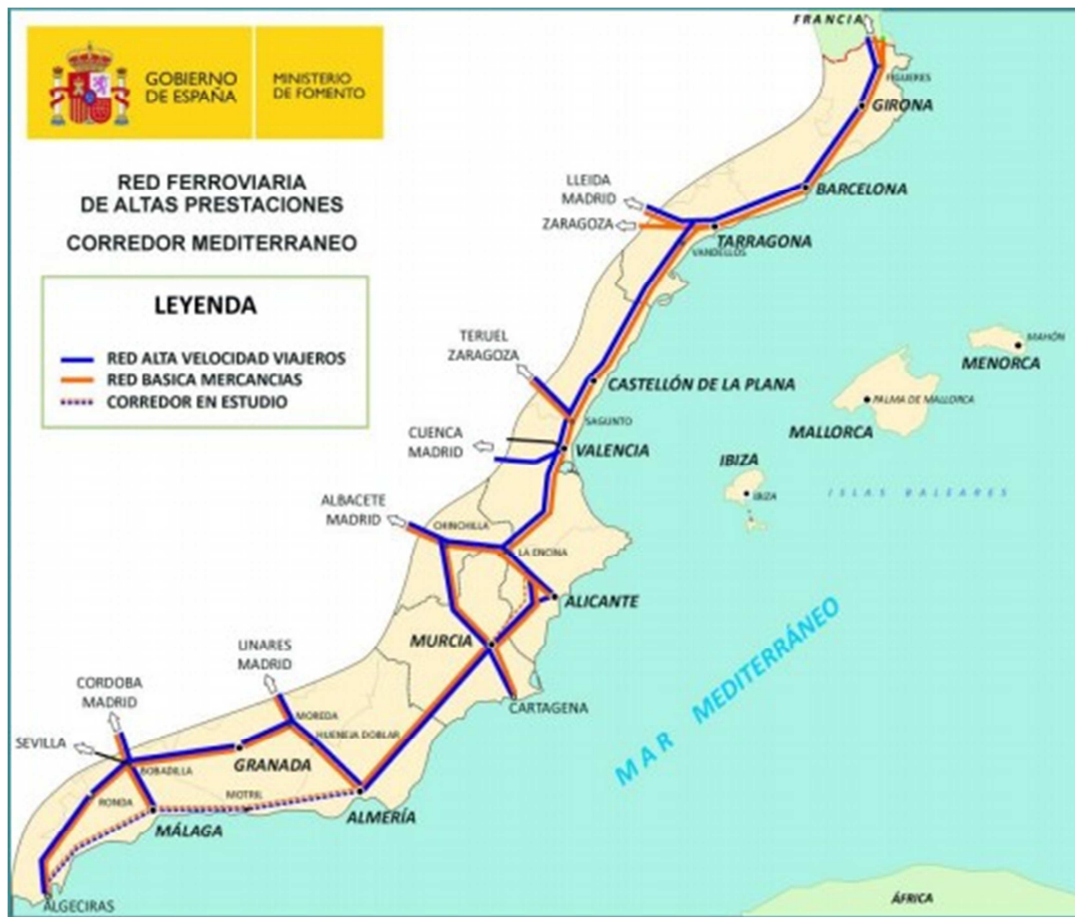 GOBIERNO
DE ESPAÑA
MINISTERIO
DE FOMENTO
RED FERROVIARIA
DE ALTAS PRESTACIONES
CORREDOR MEDITERRANEO
LEYENDA
RED ALTA VELOCIDAD VIAJEROS
RED BASICA MERCANCIAS
CORREDOR EN ESTUDIO
FRANCIA
FIGUERES
GIRONA
BARCELONA
LLEIDA
MADRID
ZARAGOZA
TARRAGONA
VANDELLOS
TERUEL
ZARAGOZA
CASTELLÓN DE LA PLANA
MAHÓN
MENORCA
PALMA DE MALLORCA
MALLORCA
SAGUNTO
CUENCA
MADRID
VALENCIA
IBIZA
IBIZA
ISLAS BALEARES
ALBACETE
MADRID
CHINCHILLA
LA ENCINA
ALICANTE
MURCIA
CARTAGENA
MAR MEDITERRÁNEO
LINARES
MADRID
CORDOBA
MADRID
SEVILLA
MOREDA
HUENEJA DOBLAR
GRANADA
BOBADILLA
RONDA
MOTRIL
MÁLAGA
ALMERÍA
ALGECIRAS
ÁFRICA